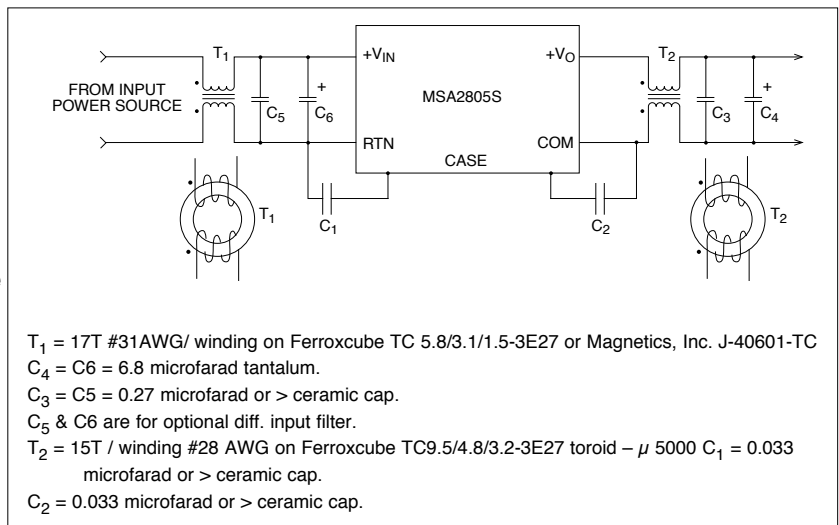 T1
T2
+VIN
+VO
FROM INPUT
POWER SOURCE
+
+
C5
C6
MSA2805S
C3
C4
RTN
COM
CASE
C1
C2
T1
T2
T1 = 17T #31AWG/ winding on Ferroxcube TC 5.8/3.1/1.5-3E27 or Magnetics, Inc. J-40601-TC
C4 = C6 = 6.8 microfarad tantalum.
C3 = C5 = 0.27 microfarad or > ceramic cap.
C5 & C6 are for optional diff. input filter.
T2 = 15T / winding #28 AWG on Ferroxcube TC9.5/4.8/3.2-3E27 toroid – µ 5000 C1 = 0.033
microfarad or > ceramic cap.
C2 = 0.033 microfarad or > ceramic cap.